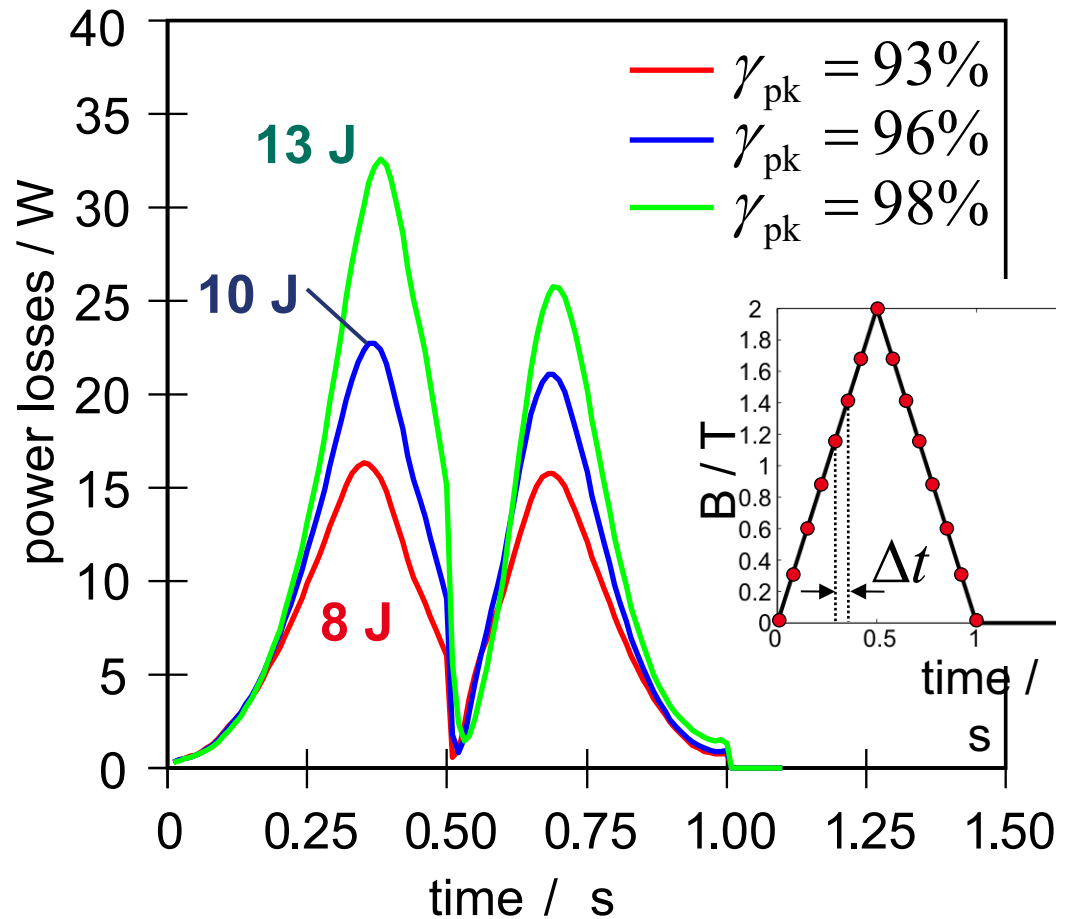 40
35
30
25
20
15
10
5
0
power losses / W
0
0.25
0.50
0.75
1.00
1.25
1.50
time / s
γpk = 93%
γpk = 96%
γpk = 98%
13 J
10 J
8 J
2
1.8
1.6
1.4
1.2
1
0.8
0.6
0.4
0.2
0
B / T
Δt
0
0.5
1
time /
s